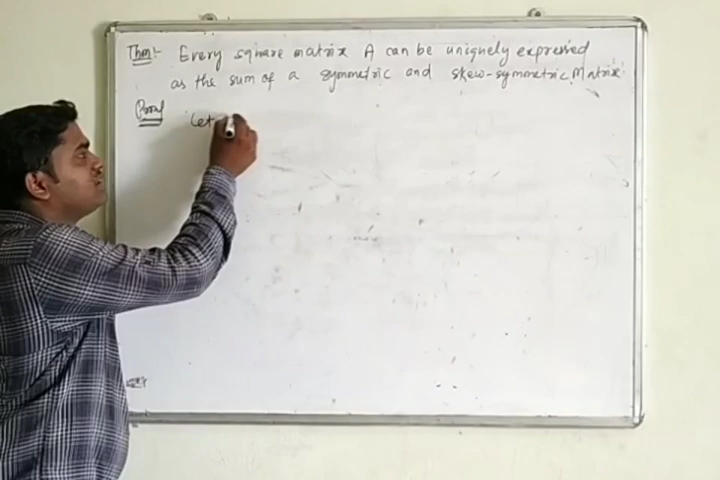 Thm:- Every square matrix A can be uniquely expressed
as the sum of a symmetric and skew-symmetric Matrix.
Proof Let